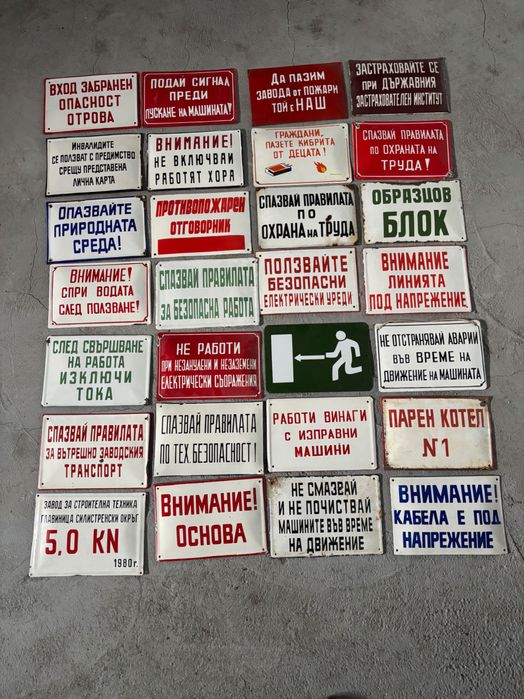 ВХОД ЗАБРАНЕН
ОПАСНОСТ
ОТРОВА
ПОДАЙ СИГНАЛ
ПРЕДИ
ПУСКАНЕ НА МАШИНАТА!
ДА ПАЗИМ
ЗАВОДА ОТ ПОЖАРИ
ТОЙ Е НАШ
ЗАСТРАХОВАЙТЕ СЕ
ПРИ ДЪРЖАВНИЯ
ЗАСТРАХОВАТЕЛЕН ИНСТИТУТ
ИНВАЛИДИТЕ
СЕ ПОЛЗВАТ С ПРЕДИМСТВО
СРЕЩУ ПРЕДСТАВЕНА
ЛИЧНА КАРТА
ВНИМАНИЕ!
НЕ ВКЛЮЧВАЙ
РАБОТЯТ ХОРА
ГРАЖДАНИ,
ПАЗЕТЕ КИБРИТА
ОТ ДЕЦАТА!
СПАЗВАЙ ПРАВИЛАТА
ПО ОХРАНАТА НА
ТРУДА!
ОПАЗВАЙТЕ
ПРИРОДНАТА
СРЕДА!
ПРОТИВОПОЖАРЕН
ОТГОВОРНИК
СПАЗВАЙ ПРАВИЛАТА
ПО
ОХРАНА НА ТРУДА
ОБРАЗЦОВ
БЛОК
ВНИМАНИЕ!
СПРИ ВОДАТА
СЛЕД ПОЛЗВАНЕ!
СПАЗВАЙ ПРАВИЛАТА
ЗА БЕЗОПАСНА РАБОТА
ПОЛЗВАЙТЕ
БЕЗОПАСНИ
ЕЛЕКТРИЧЕСКИ УРЕДИ
ВНИМАНИЕ
ЛИНИЯТА
ПОД НАПРЕЖЕНИЕ
СЛЕД СВЪРШВАНЕ
НА РАБОТА
ИЗКЛЮЧИ
ТОКА
НЕ РАБОТИ
ПРИ НЕЗАНУЛЕНИ И НЕЗАЗЕМЕНИ
ЕЛЕКТРИЧЕСКИ СЪОРАЖЕНИЯ
НЕ ОТСТРАНЯВАЙ АВАРИИ
ВЪВ ВРЕМЕ НА
ДВИЖЕНИЕ НА МАШИНАТА
СПАЗВАЙ ПРАВИЛАТА
ЗА ВЪТРЕШНО ЗАВОДСКИЯ
ТРАНСПОРТ
СПАЗВАЙ ПРАВИЛАТА
ПО ТЕХ. БЕЗОПАСНОСТ!
РАБОТИ ВИНАГИ
С ИЗПРАВНИ
МАШИНИ
ПАРЕН КОТЕЛ
N1
ЗАВОД ЗА СТРОИТЕЛНА ТЕХНИКА
ГЛАВИНИЦА СИЛИСТРЕНСКИ ОКРЪГ
5,0 KN
1980г.
ВНИМАНИЕ!
ОСНОВА
НЕ СМАЗВАЙ
И НЕ ПОЧИСТВАЙ
МАШИНИТЕ ВЪВ ВРЕМЕ
НА ДВИЖЕНИЕ
ВНИМАНИЕ!
КАБЕЛА Е ПОД
НАПРЕЖЕНИЕ